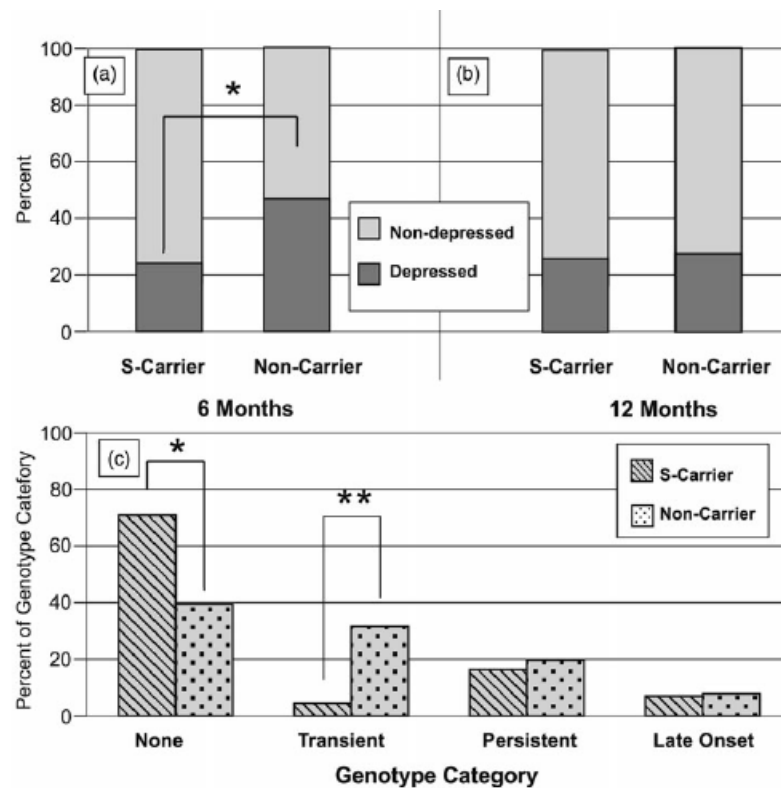 100
(a)
*
(b)
80
60
40
20
0
Percent
Non-depressed
Depressed
S-Carrier Non-Carrier S-Carrier Non-Carrier
6 Months 12 Months
100
(c)
*
**
80
60
40
20
0
Percent of Genotype Catefory
S-Carrier
Non-Carrier
None Transient Persistent Late Onset
Genotype Category